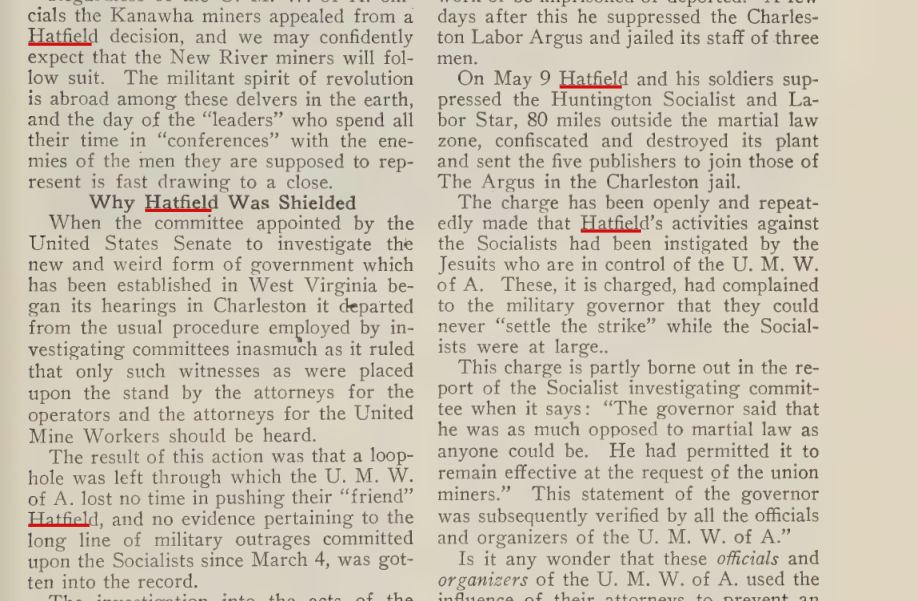 cials the Kanawha miners appealed from a
Hatfield decision, and we may confidently
expect that the New River miners will fol-
low suit. The militant spirit of revolution
is abroad among these delvers in the earth,
and the day of the “leaders” who spend all
their time in “conferences” with the ene-
mies of the men they are supposed to rep-
resent is fast drawing to a close.
Why Hatfield Was Shielded
When the committee appointed by the
United States Senate to investigate the
new and weird form of government which
has been established in West Virginia be-
gan its hearings in Charleston it departed
from the usual procedure employed by in-
vestigating committees inasmuch as it ruled
that only such witnesses as were placed
upon the stand by the attorneys for the
operators and the attorneys for the United
Mine Workers should be heard.
The result of this action was that a loop-
hole was left through which the U. M. W.
of A. lost no time in pushing their “friend”
Hatfield, and no evidence pertaining to the
long line of military outrages committed
upon the Socialists since March 4, was got-
ten into the record.
The investigation into the acts of the
days after this he suppressed the Charles-
ton Labor Argus and jailed its staff of three
men.
On May 9 Hatfield and his soldiers sup-
pressed the Huntington Socialist and La-
bor Star, 80 miles outside the martial law
zone, confiscated and destroyed its plant
and sent the five publishers to join those of
The Argus in the Charleston jail.
The charge has been openly and repeat-
edly made that Hatfield’s activities against
the Socialists had been instigated by the
Jesuits who are in control of the U. M. W.
of A. These, it is charged, had complained
to the military governor that they could
never “settle the strike” while the Social-
ists were at large..
This charge is partly borne out in the re-
port of the Socialist investigating commit-
tee when it says: “The governor said that
he was as much opposed to martial law as
anyone could be. He had permitted it to
remain effective at the request of the union
miners.” This statement of the governor
was subsequently verified by all the officials
and organizers of the U. M. W. of A.”
Is it any wonder that these officials and
organizers of the U. M. W. of A. used the
influence of their attorneys to prevent an